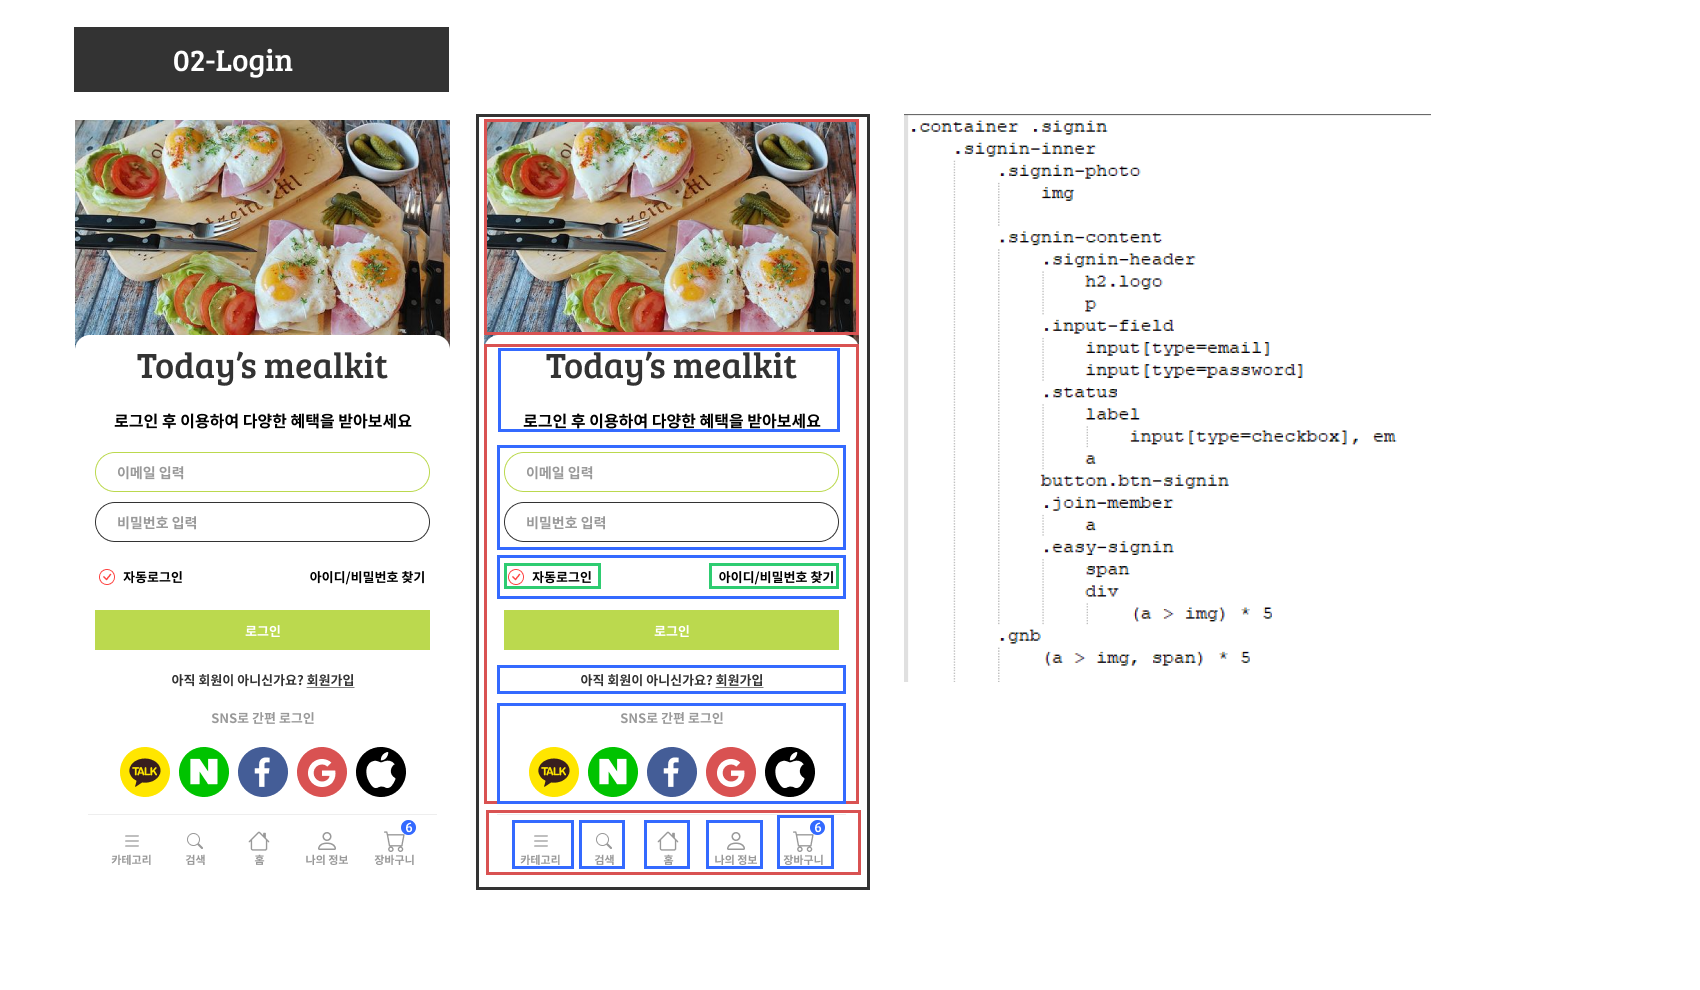 02-Login
Today's mealkit
로그인 후 이용하여 다양한 혜택을 받아보세요
이메일 입력
비밀번호 입력
자동로그인 아이디/비밀번호 찾기
로그인
아직 회원이 아니신가요? 회원가입
SNS로 간편 로그인
TALK N f G
6
카테고리 검색 홈 나의 정보 장바구니
Today's mealkit
로그인 후 이용하여 다양한 혜택을 받아보세요
이메일 입력
비밀번호 입력
자동로그인 아이디/비밀번호 찾기
로그인
아직 회원이 아니신가요? 회원가입
SNS로 간편 로그인
TALK N f G
6
카테고리 검색 홈 나의 정보 장바구니
.container .signin
.signin-inner
.signin-photo
img
.signin-content
.signin-header
h2.logo
p
.input-field
input[type=email]
input[type=password]
.status
label
input[type=checkbox], em
a
button.btn-signin
.join-member
a
.easy-signin
span
div
(a > img) * 5
.gnb
(a > img, span) * 5